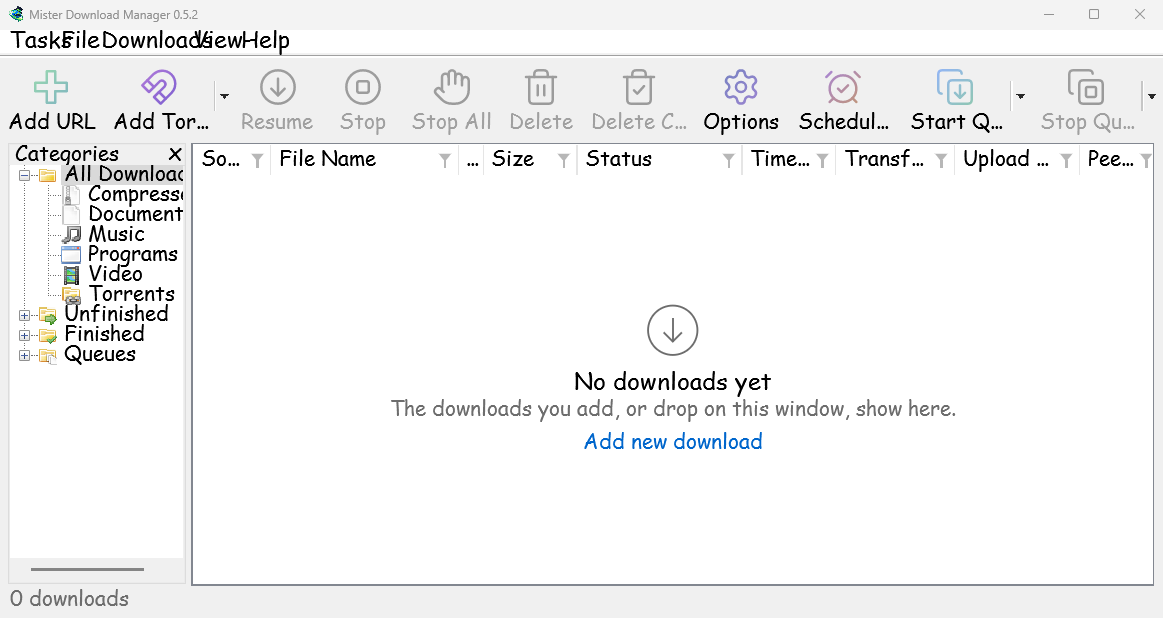 Mister Download Manager 0.5.2
Tasks File Downloads View Help
Add URL Add Tor... Resume Stop Stop All Delete Delete C... Options Schedul... Start Q... Stop Qu...
Categories
So... File Name ... Size Status Time... Transf... Upload ... Pee...
All Downloac
Compresse
Document
Music
Programs
Video
Torrents
Unfinished
Finished
Queues
No downloads yet
The downloads you add, or drop on this window, show here.
Add new download
0 downloads